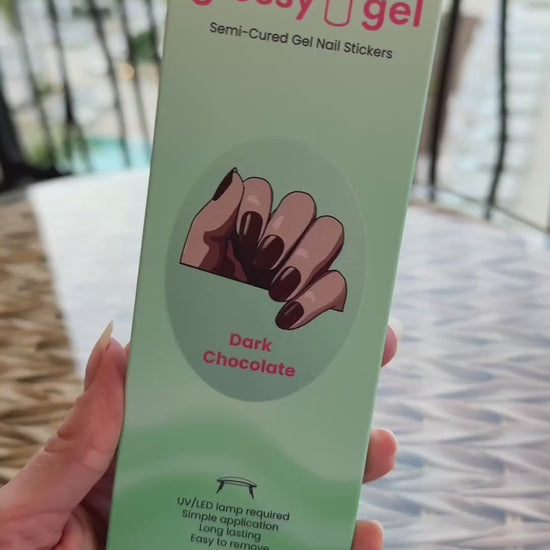 glossy gel
Semi-Cured Gel Nail Stickers
Dark
Chocolate
UV/LED lamp required
Simple application
Long lasting
Easy to remove